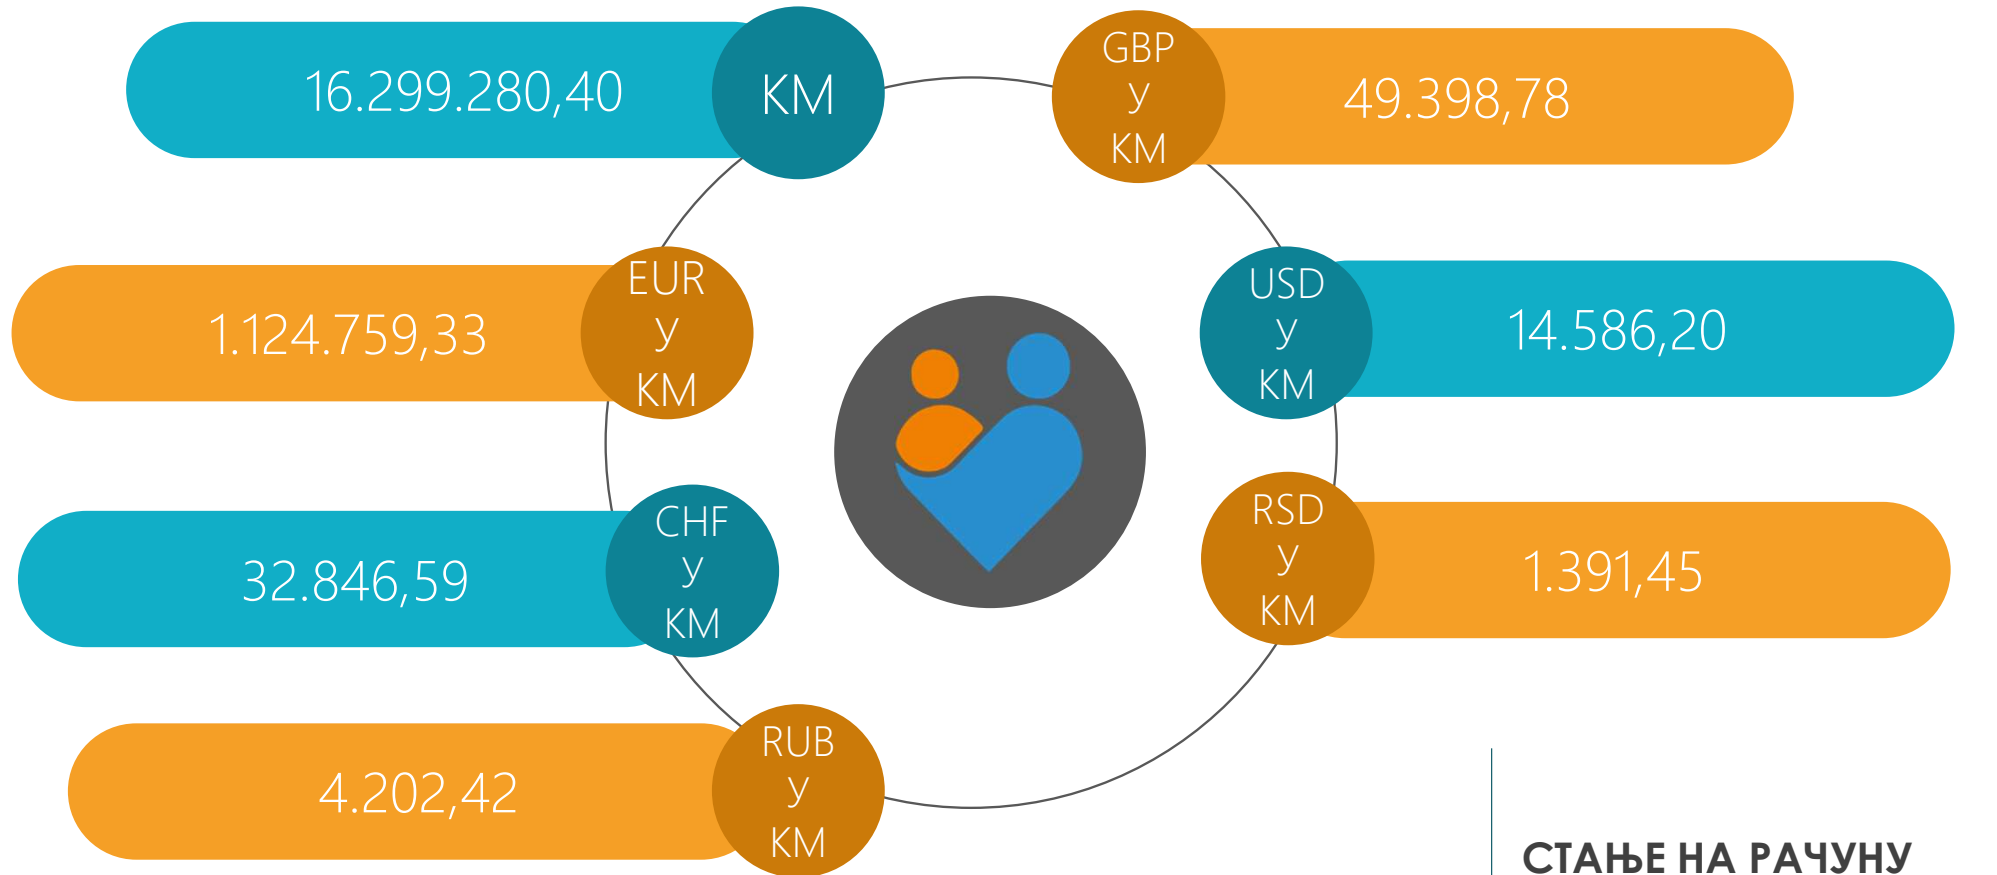 16.299.280,40
КМ
GBP
у
КМ
49.398,78
1.124.759,33
EUR
у
КМ
USD
у
КМ
14.586,20
32.846,59
CHF
у
КМ
RSD
у
КМ
1.391,45
4.202,42
RUB
у
КМ
СТАЊЕ НА РАЧУНУ